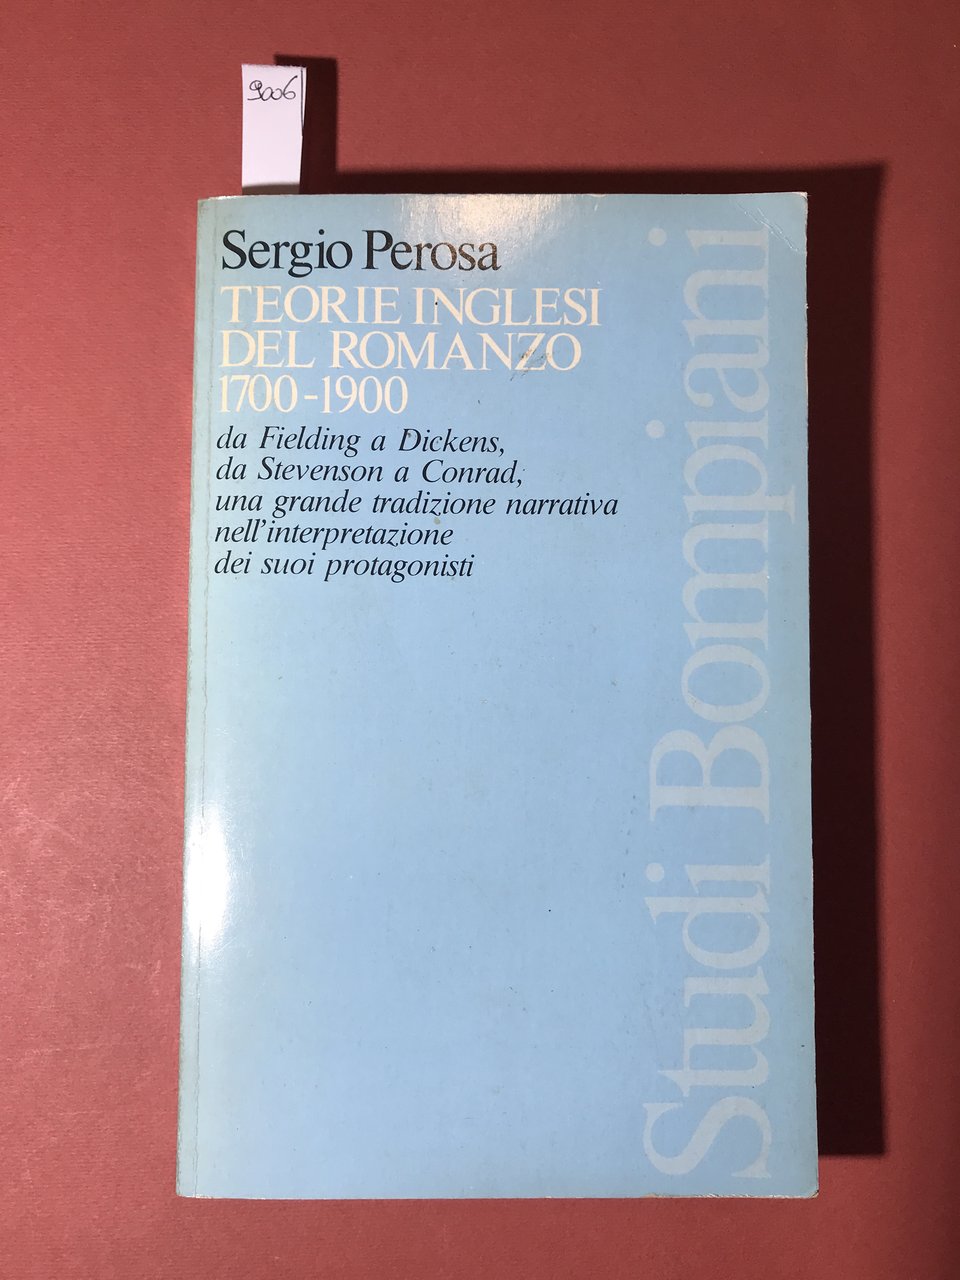 9006
Sergio Perosa
TEORIE INGLESI
DEL ROMANZO
1700-1900
da Fielding a Dickens,
da Stevenson a Conrad,
una grande tradizione narrativa
nell'interpretazione
dei suoi protagonisti
Studi Bompiani